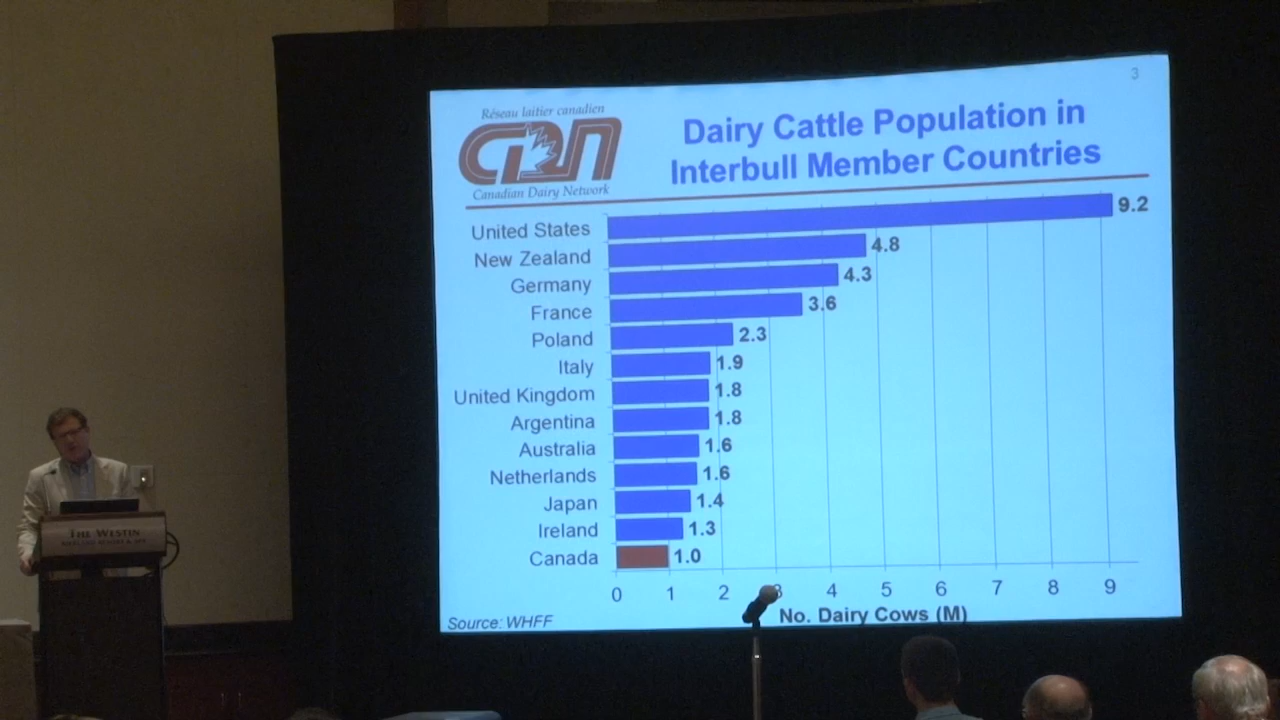 3
Réseau laitier canadien
CDN
Canadian Dairy Network
Dairy Cattle Population in
Interbull Member Countries
United States 9.2
New Zealand 4.8
Germany 4.3
France 3.6
Poland 2.3
Italy 1.9
United Kingdom 1.8
Argentina 1.8
Australia 1.6
Netherlands 1.6
Japan 1.4
Ireland 1.3
Canada 1.0
0 1 2 3 4 5 6 7 8 9
No. Dairy Cows (M)
Source: WHFF
THE WESTIN